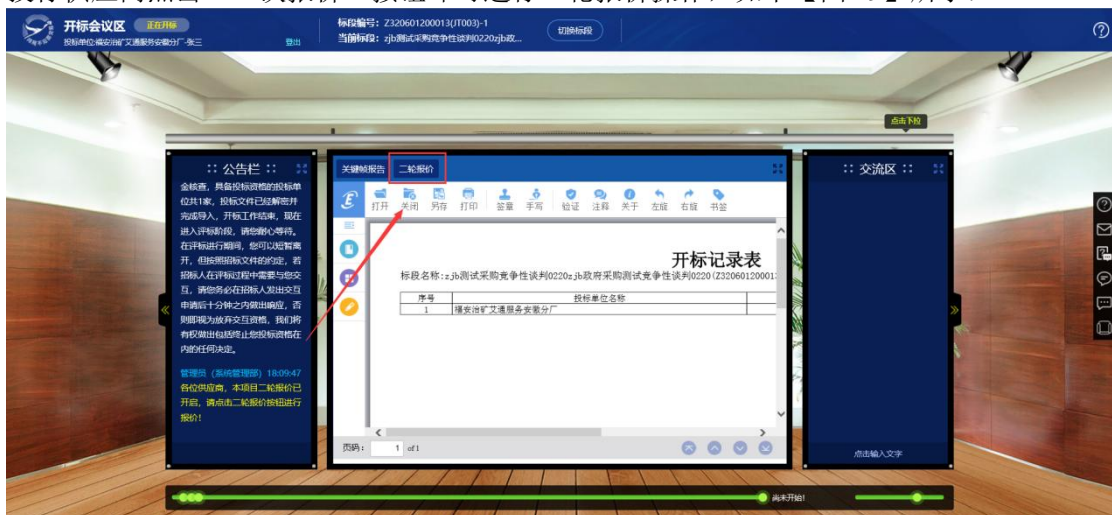 开标会议区 正在开标
投标单位:福安冶矿艾通服务安徽分厂-张三 登出
标段编号: Z320601200013(JT003)-1
当前标段: zjb测试采购竞争性谈判0220zjb政...
切换标段
点击下拉
:: 公告栏 ::
金核查，具备投标资格的投标单
位共1家，投标文件已经解密并
完成导入，开标工作结束，现在
进入评标阶段，请您耐心等待。
在评标进行期间，您可以短暂离
开，但按照招标文件的约定，若
招标人在评标过程中需要与您交
互，请您务必在招标人发出交互
申请后十分钟之内做出响应，否
则即视为放弃交互资格，我们将
有权做出包括终止您投标资格在
内的任何决定。
管理员（系统管理部）18:09:47
各位供应商，本项目二轮报价已
开启，请点击二轮报价按钮进行
报价！
关键帧报告 二轮报价
打开 关闭 另存 打印 签章 手写 验证 注释 关于 左旋 右旋 书签
开标记录表
标段名称:zjb测试采购竞争性谈判0220zjb政府采购测试竞争性谈判0220(Z32060120001
序号 投标单位名称
1 福安冶矿艾通服务安徽分厂
页码: 1 of1
:: 交流区 ::
点击输入文字
尚未开始!